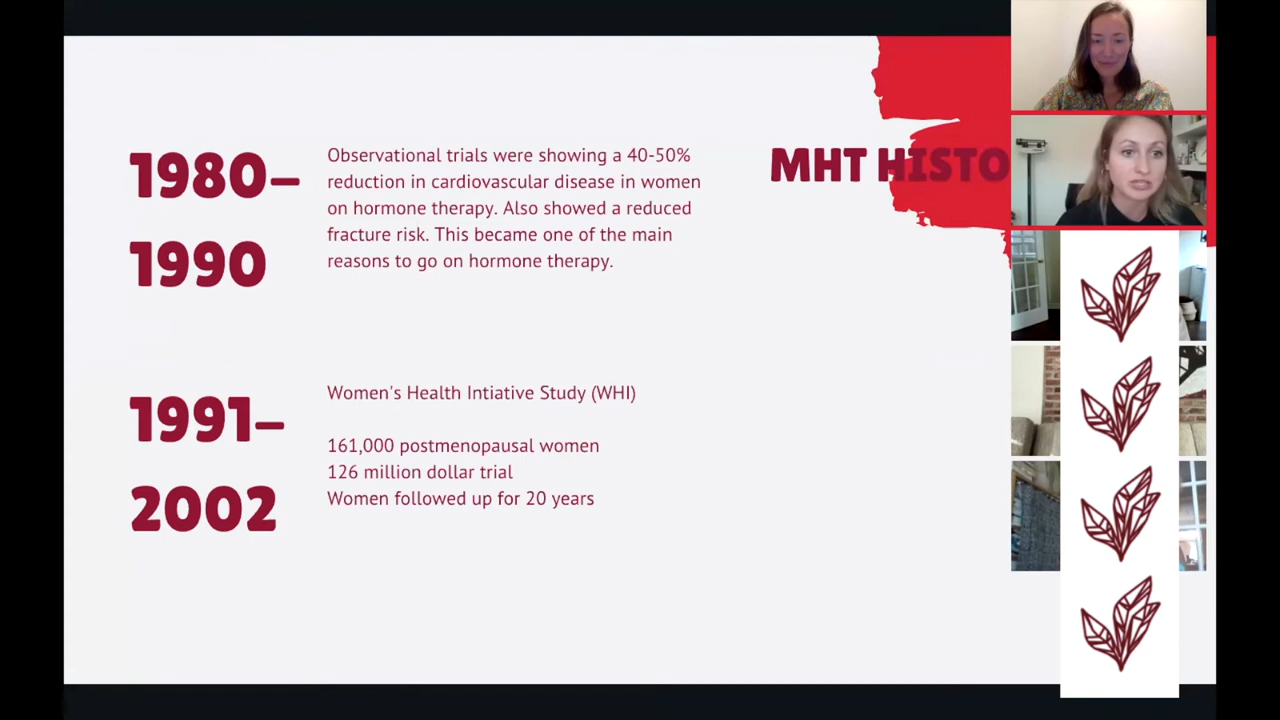 MHT HISTO
1980–
1990
Observational trials were showing a 40-50%
reduction in cardiovascular disease in women
on hormone therapy. Also showed a reduced
fracture risk. This became one of the main
reasons to go on hormone therapy.
1991–
2002
Women's Health Intiative Study (WHI)
161,000 postmenopausal women
126 million dollar trial
Women followed up for 20 years